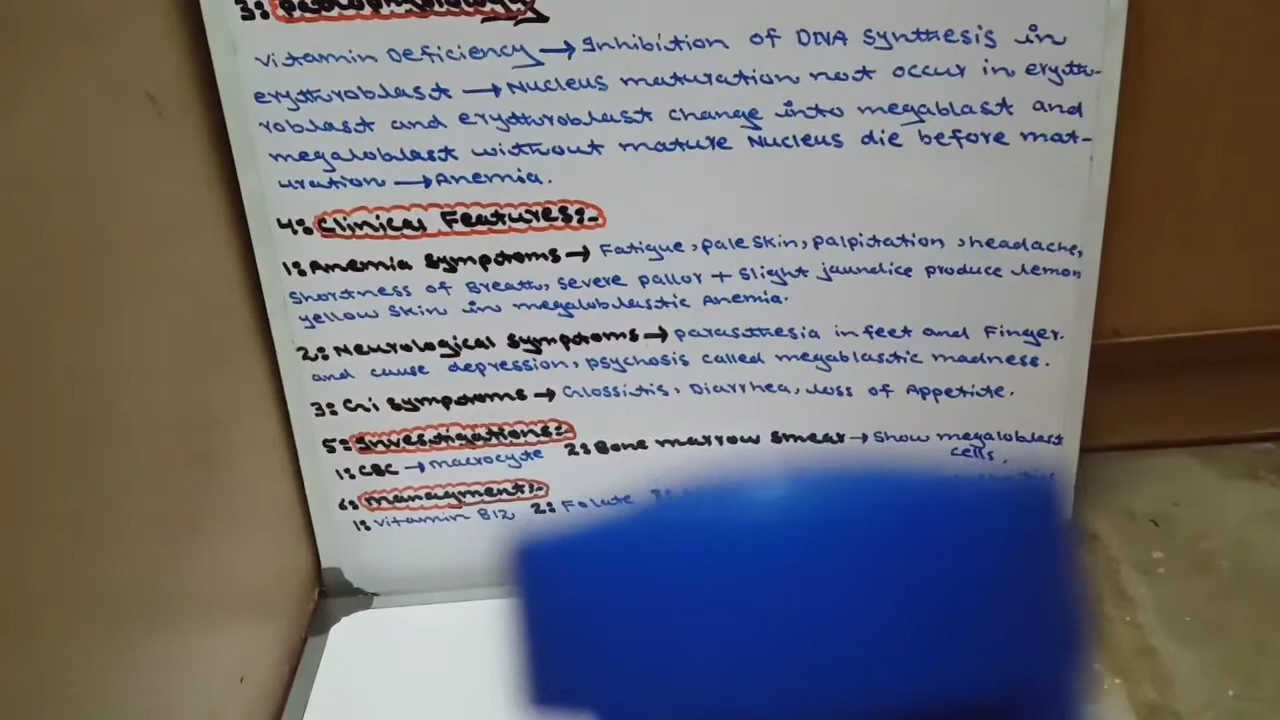 3: Pathophysiology
Vitamin Deficiency → Inhibition of DNA synthesis in
erythroblast → Nucleus maturation not occur in eryth-
roblast and erythroblast change into megablast and
megaloblast without mature Nucleus die before mat-
uration → Anemia.
4: Clinical Features:-
1: Anemia symptoms → Fatigue, pale skin, palpitation, headache,
shortness of Breath, severe pallor + slight jaundice produce lemon
yellow skin in megaloblastic Anemia.
2: Neurological symptoms → parasthesia in feet and Finger.
and cause depression, psychosis called megablastic madness.
3: Gi symptoms → Glossitis, Diarrhea, loss of Appetite.
5: Investigations:-
1: CBC → macrocyte 2: Bone marrow smear → Show megaloblast
cells.
6: managment:-
1: Vitamin B12 2: Folate